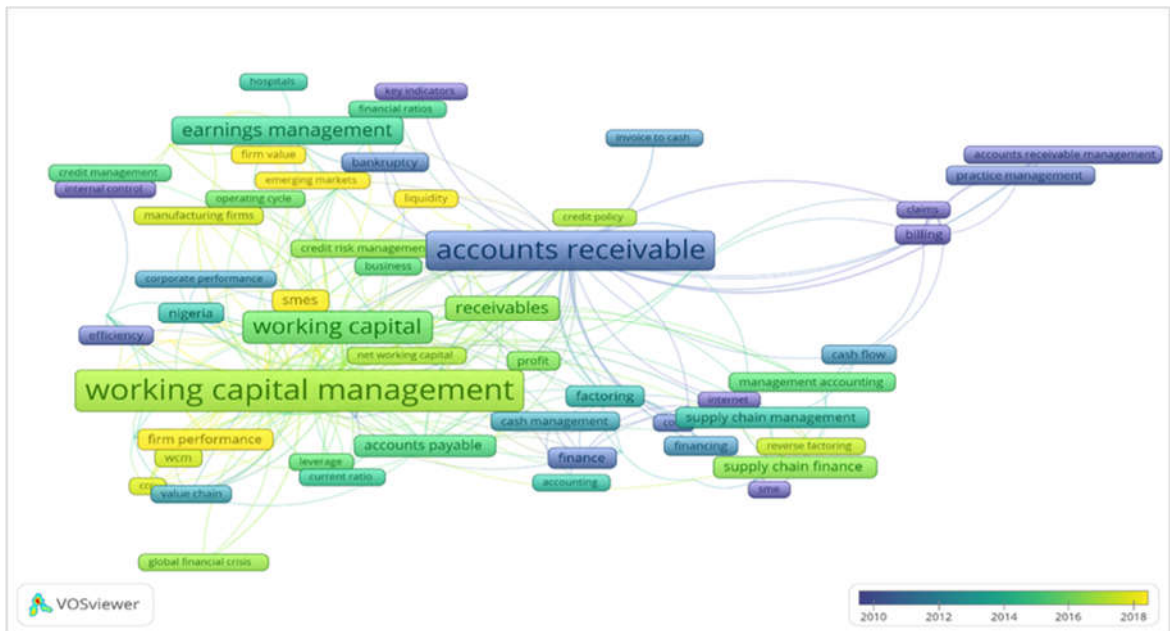 hospitals
key indicators
financial ratios
earnings management
invoice to cash
firm value
bankruptcy
accounts receivable management
credit management
practice management
internal control
emerging markets
operating cycle
liquidity
manufacturing firms
credit policy
claims
billing
credit risk management
accounts receivable
business
corporate performance
smes
receivables
nigeria
working capital
efficiency
net working capital
profit
cash flow
working capital management
management accounting
factoring
internet
cash management
supply chain management
firm performance
accounts payable
financing
reverse factoring
wcm
finance
leverage
supply chain finance
current ratio
accounting
value chain
sme
global financial crisis
VOSviewer
2010 2012 2014 2016 2018